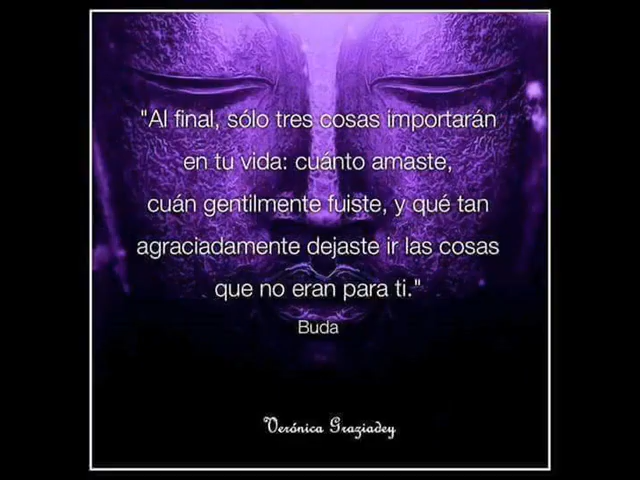 "Al final, sólo tres cosas importarán
en tu vida: cuánto amaste,
cuán gentilmente fuiste, y qué tan
agraciadamente dejaste ir las cosas
que no eran para ti."
Buda
Verónica Graziadey